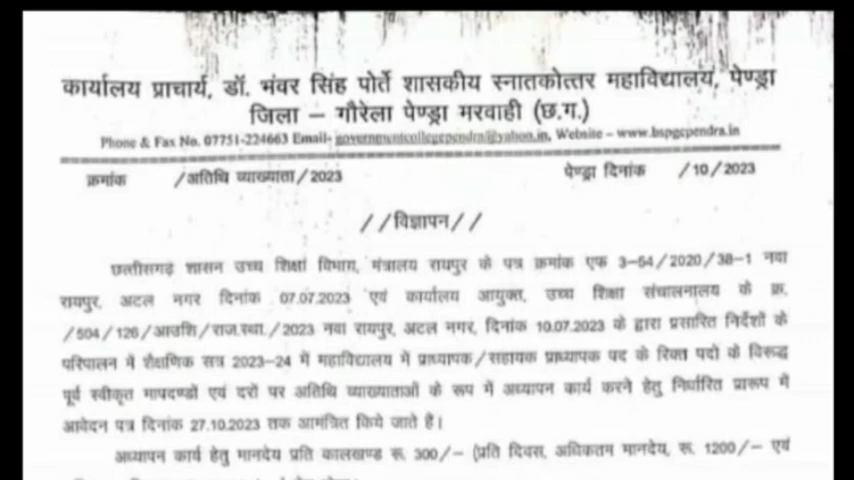 कार्यालय प्राचार्य, डॉ. भंवर सिंह पोर्ते शासकीय स्नातकोत्तर महाविद्यालय, पेण्ड्रा
जिला – गौरेला पेण्ड्रा मरवाही (छ.ग.)
Phone & Fax No. 07751-224663 Email- governmentcollegependra@yahoo.in, Website – www.bspgcpendra.in
क्रमांक /अतिथि व्याख्याता/2023 पेण्ड्रा दिनांक /10/2023
//विज्ञापन//
छत्तीसगढ़ शासन उच्च शिक्षा विभाग, मंत्रालय रायपुर के पत्र क्रमांक एफ 3–54/2020/38–1 नवा
रायपुर, अटल नगर दिनांक 07.07.2023 एवं कार्यालय आयुक्त, उच्च शिक्षा संचालनालय के क्र.
/504/126/आउशि/राज.स्था./2023 नवा रायपुर, अटल नगर, दिनांक 10.07.2023 के द्वारा प्रसारित निर्देशों के
परिपालन में शैक्षणिक सत्र 2023–24 में महाविद्यालय में प्राध्यापक/सहायक प्राध्यापक पद के रिक्त पदो के विरूद्ध
पूर्व स्वीकृत मापदण्डों एवं दरों पर अतिथि व्याख्याताओं के रूप में अध्यापन कार्य करने हेतु निर्धारित प्रारूप में
आवेदन पत्र दिनांक 27.10.2023 तक आमंत्रित किये जाते है।
अध्यापन कार्य हेतु मानदेय प्रति कालखण्ड रू. 300/– (प्रति दिवस, अधिकतम मानदेय, रू. 1200/– एवं